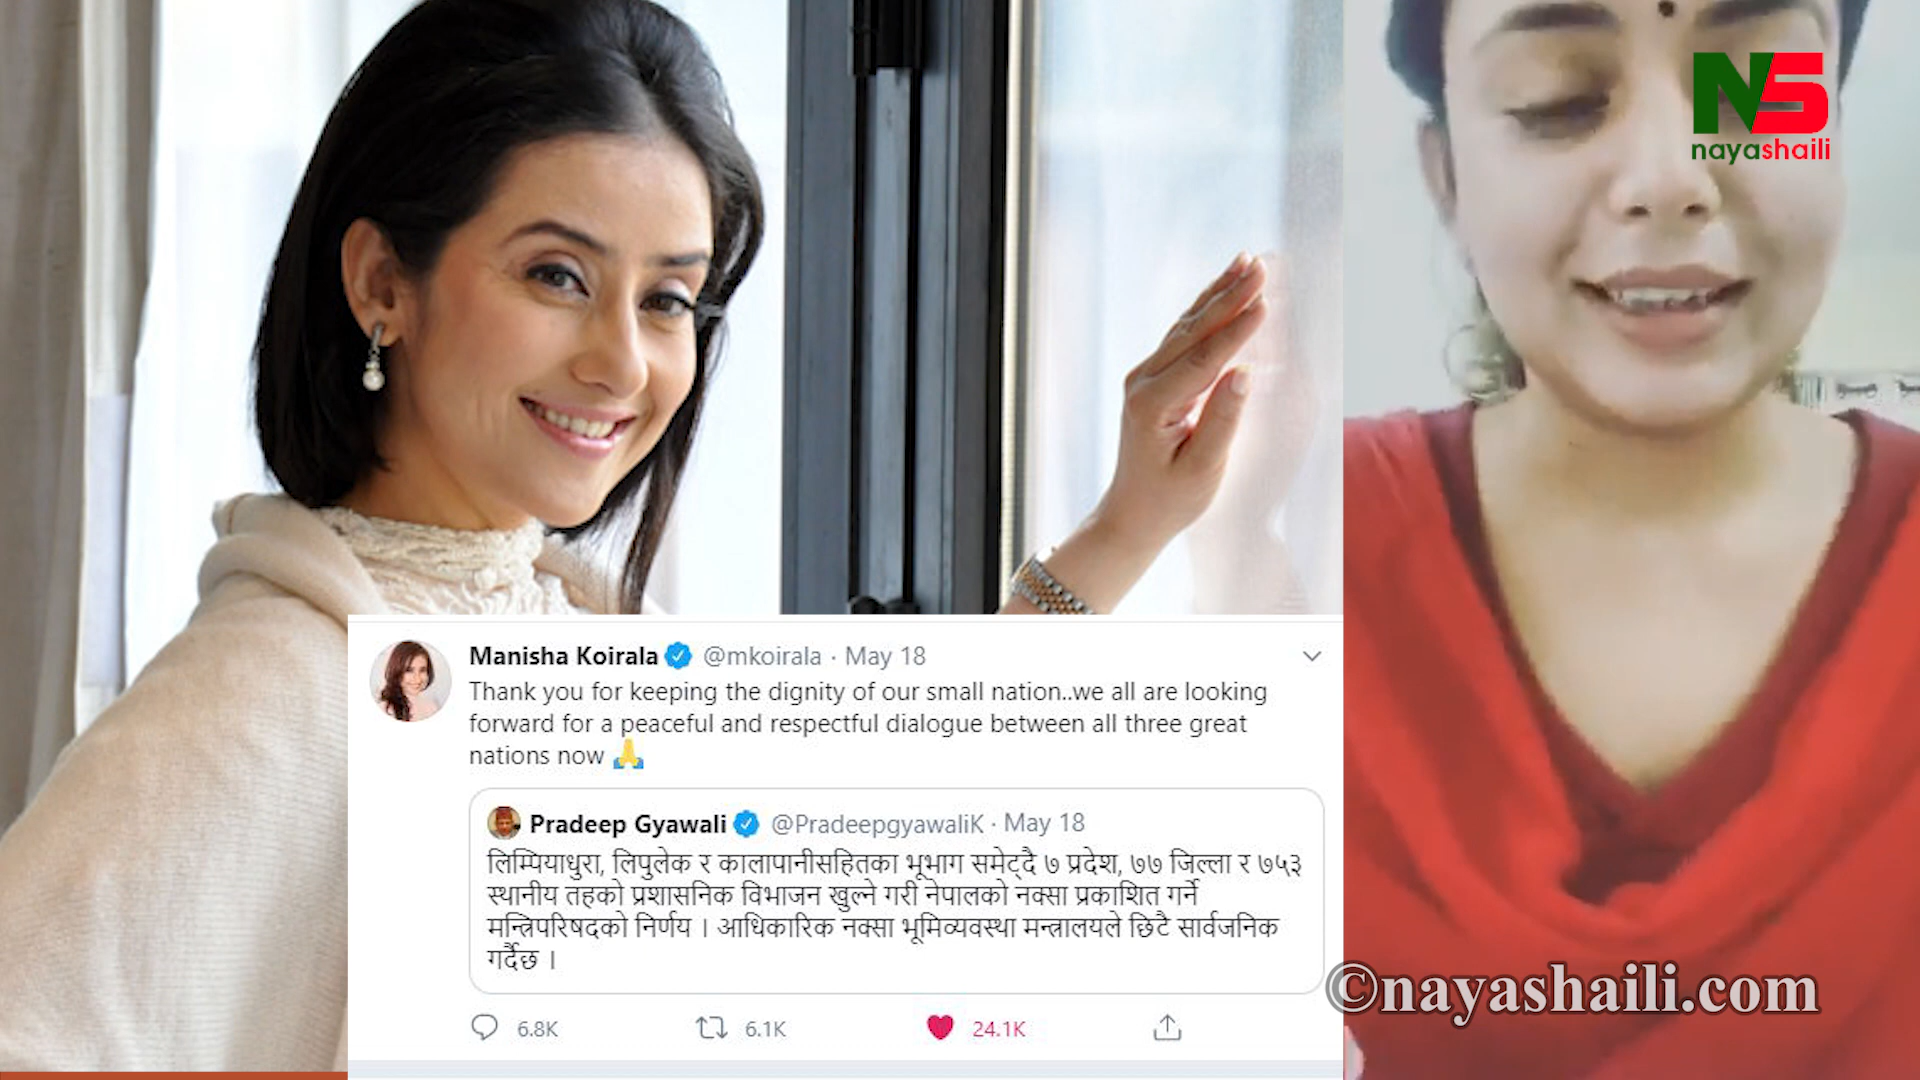 NS
nayashaili
Manisha Koirala @mkoirala · May 18
Thank you for keeping the dignity of our small nation..we all are looking
forward for a peaceful and respectful dialogue between all three great
nations now 🙏
Pradeep Gyawali @PradeepgyawaliK · May 18
लिम्पियाधुरा, लिपुलेक र कालापानीसहितका भूभाग समेट्दै ७ प्रदेश, ७७ जिल्ला र ७५३
स्थानीय तहको प्रशासनिक विभाजन खुल्ने गरी नेपालको नक्सा प्रकाशित गर्ने
मन्त्रिपरिषदको निर्णय । आधिकारिक नक्सा भूमिव्यवस्था मन्त्रालयले छिटै सार्वजनिक
गर्दैछ ।
6.8K 6.1K 24.1K
©nayashaili.com